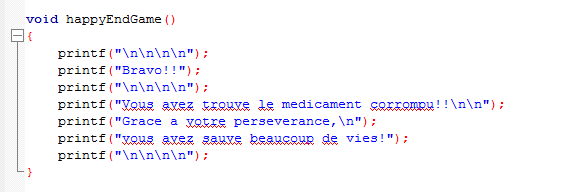 void happyEndGame()
{
printf("\n\n\n\n");
printf("Bravo!!");
printf("\n\n\n\n");
printf("Vous avez trouve le medicament corrompu!!\n\n");
printf("Grace a votre perseverance,\n");
printf("vous avez sauve beaucoup de vies!");
printf("\n\n\n\n");
}